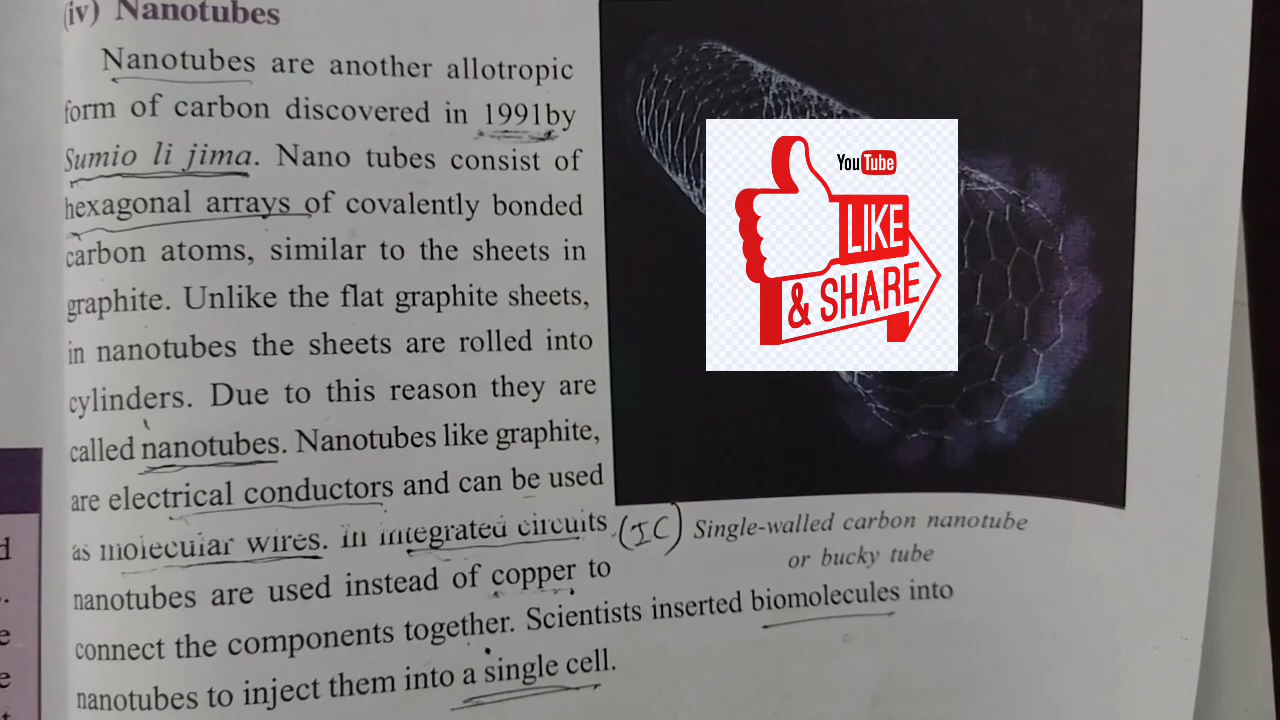 (iv) Nanotubes
Nanotubes are another allotropic
form of carbon discovered in 1991by
Sumio li jima. Nano tubes consist of
hexagonal arrays of covalently bonded
carbon atoms, similar to the sheets in
graphite. Unlike the flat graphite sheets,
in nanotubes the sheets are rolled into
cylinders. Due to this reason they are
called nanotubes. Nanotubes like graphite,
are electrical conductors and can be used
as molecular wires. In integrated circuits (IC)
nanotubes are used instead of copper to
connect the components together. Scientists inserted biomolecules into
nanotubes to inject them into a single cell.
YouTube
LIKE
& SHARE
Single-walled carbon nanotube
or bucky tube
d
.
e
e